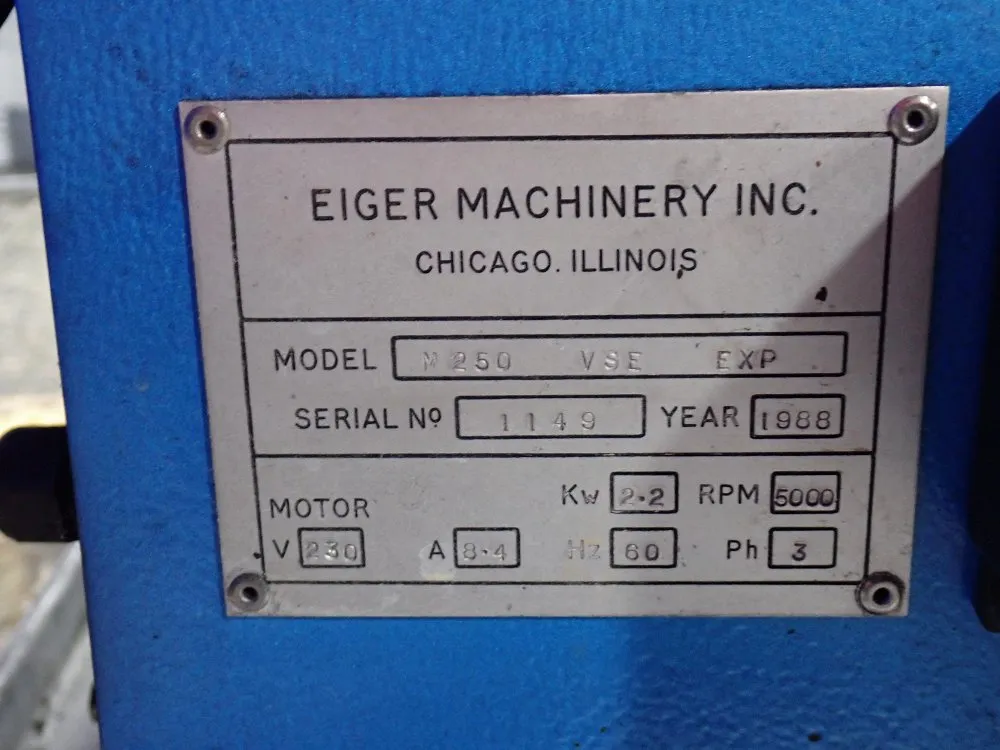 EIGER MACHINERY INC.
CHICAGO. ILLINOIS
MODEL M250 VSE EXP
SERIAL Nº 1149 YEAR 1988
MOTOR Kw 2·2 RPM 5000
V 230 A 8·4 Hz 60 Ph 3